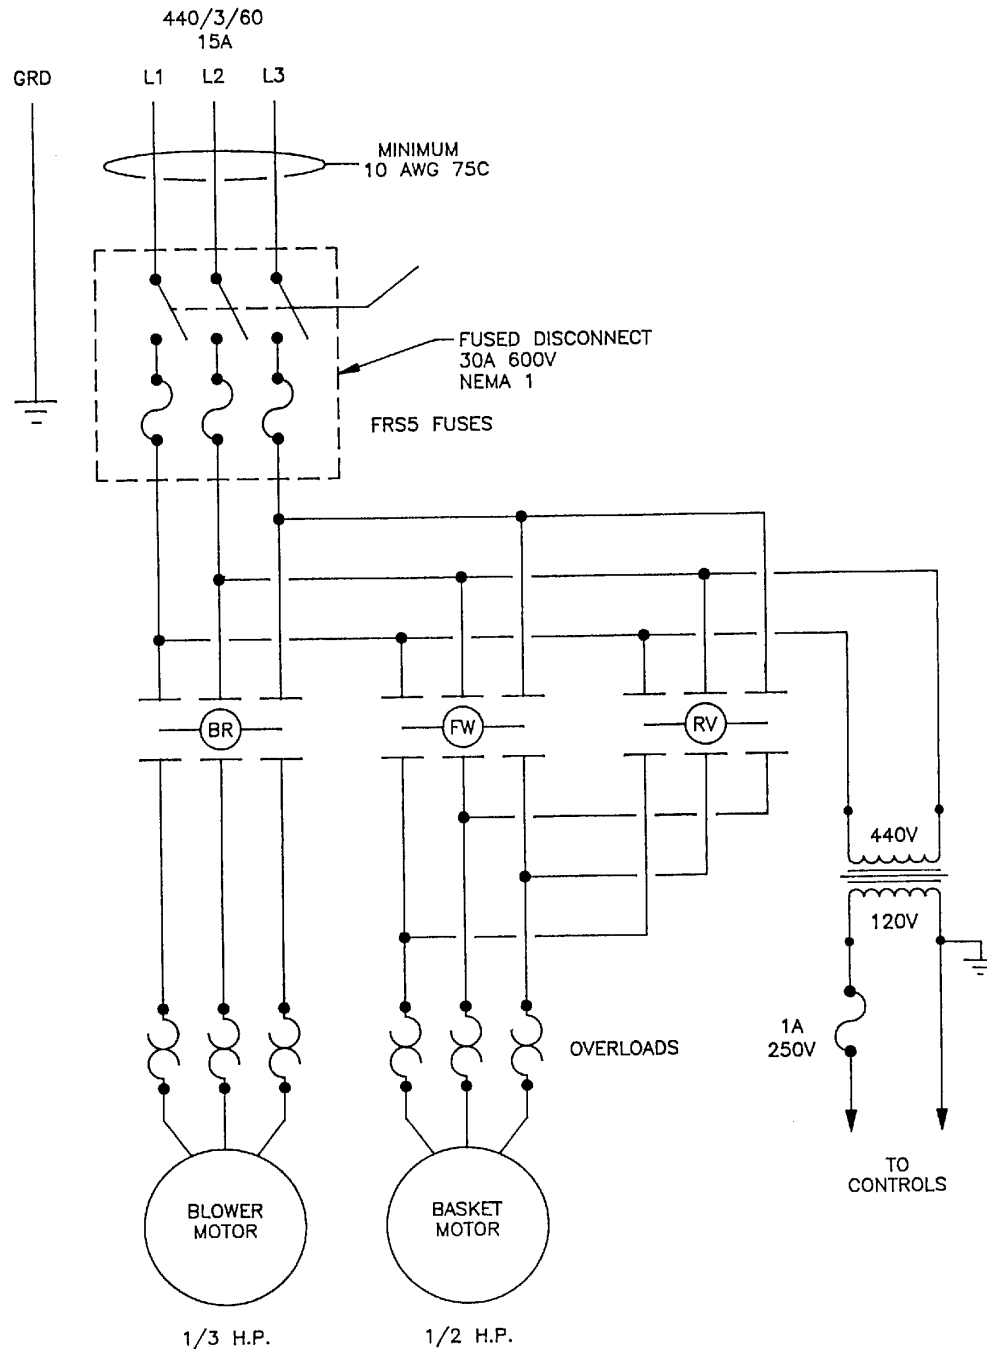 440/3/60
15A
GRD
L1
L2
L3
MINIMUM
10 AWG 75C
FUSED DISCONNECT
30A 600V
NEMA 1
FRS5 FUSES
BR
FW
RV
440V
120V
1A
250V
OVERLOADS
TO
CONTROLS
BLOWER
MOTOR
BASKET
MOTOR
1/3 H.P.
1/2 H.P.